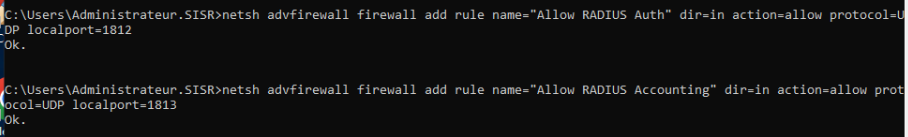 C:\Users\Administrateur.SISR>netsh advfirewall firewall add rule name="Allow RADIUS Auth" dir=in action=allow protocol=U
DP localport=1812
Ok.
C:\Users\Administrateur.SISR>netsh advfirewall firewall add rule name="Allow RADIUS Accounting" dir=in action=allow prot
ocol=UDP localport=1813
Ok.